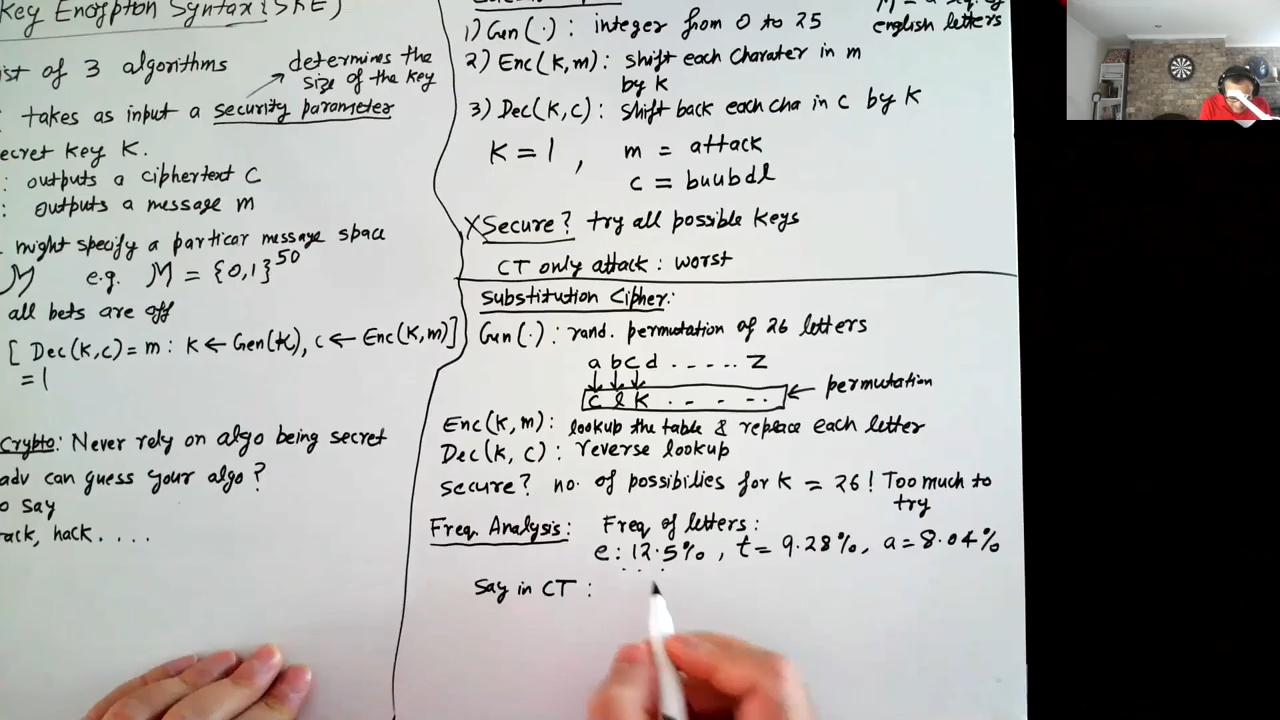 Key Encryption Syntax (SKE)
ist of 3 algorithms
determines the
size of the key
: takes as input a security parameter
ecret key K.
: outputs a ciphertext C
: outputs a message m
might specify a particar message space
M e.g. M = {0,1}^50
all bets are off
[ Dec(K,c) = m : K ← Gen(K), c ← Enc(K,m)]
= 1
Crypto: Never rely on algo being secret
adv can guess your algo ?
o say
ack, hack . . . .
1) Gen(·) : integer from 0 to 25
english letters
2) Enc(K,m) : shift each Charater in m
by K
3) Dec(K,C) : shift back each cha in C by K
K = 1 , m = attack
c = buubdl
X Secure? try all possible keys
CT only attack : worst
Substitution Cipher:
Gen(·) : rand. permutation of 26 letters
a b c d . - . - . . Z
c l k . - . - - . ← permutation
Enc(K,m) : lookup the table & replace each letter
Dec(K, C) : reverse lookup
secure? no. of possibilies for K = 26! Too much to
try
Freq. Analysis: Freq of letters :
e : 12.5%, t = 9.28%, a = 8.04%
. . .
Say in CT :